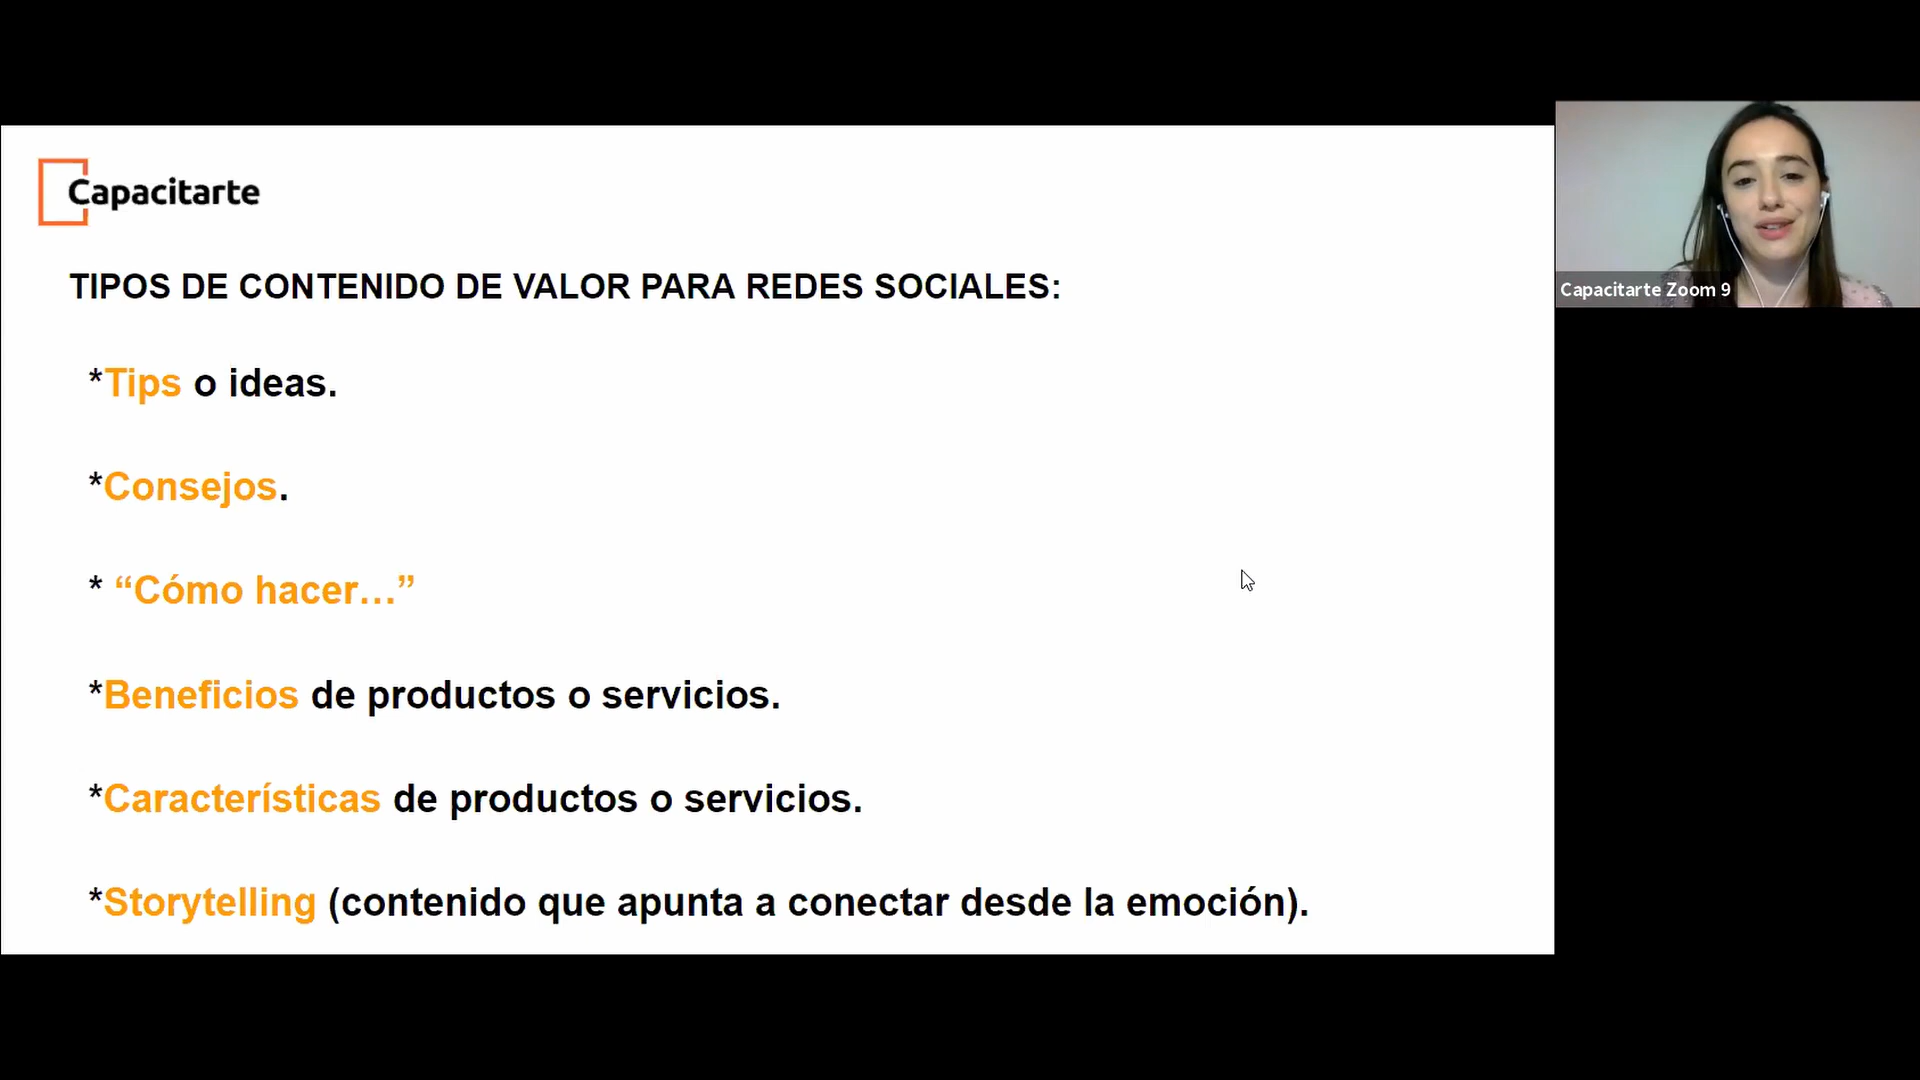 Capacitarte
TIPOS DE CONTENIDO DE VALOR PARA REDES SOCIALES:
*Tips o ideas.
*Consejos.
* “Cómo hacer...”
*Beneficios de productos o servicios.
*Características de productos o servicios.
*Storytelling (contenido que apunta a conectar desde la emoción).
Capacitarte Zoom 9